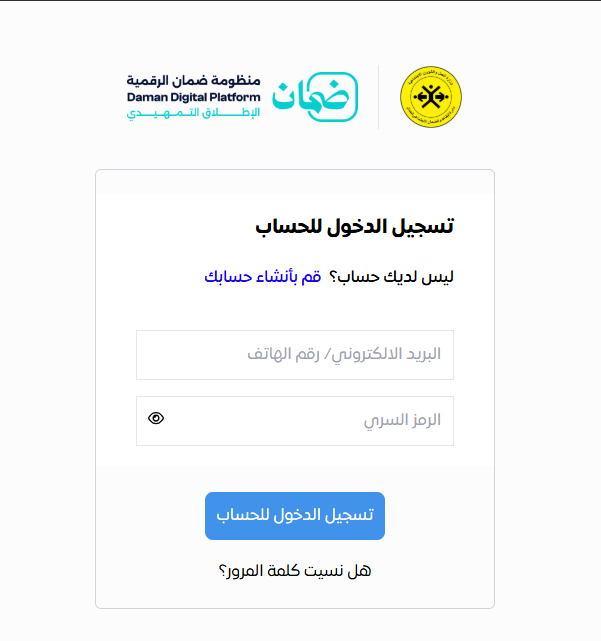 منظومة ضمان الرقمية
Daman Digital Platform
الإطـــلاق التــمــهــيــدي
ضمان
تسجيل الدخول للحساب
ليس لديك حساب؟ قم بأنشاء حسابك
البريد الالكتروني/ رقم الهاتف
الرمز السري
تسجيل الدخول للحساب
هل نسيت كلمة المرور؟